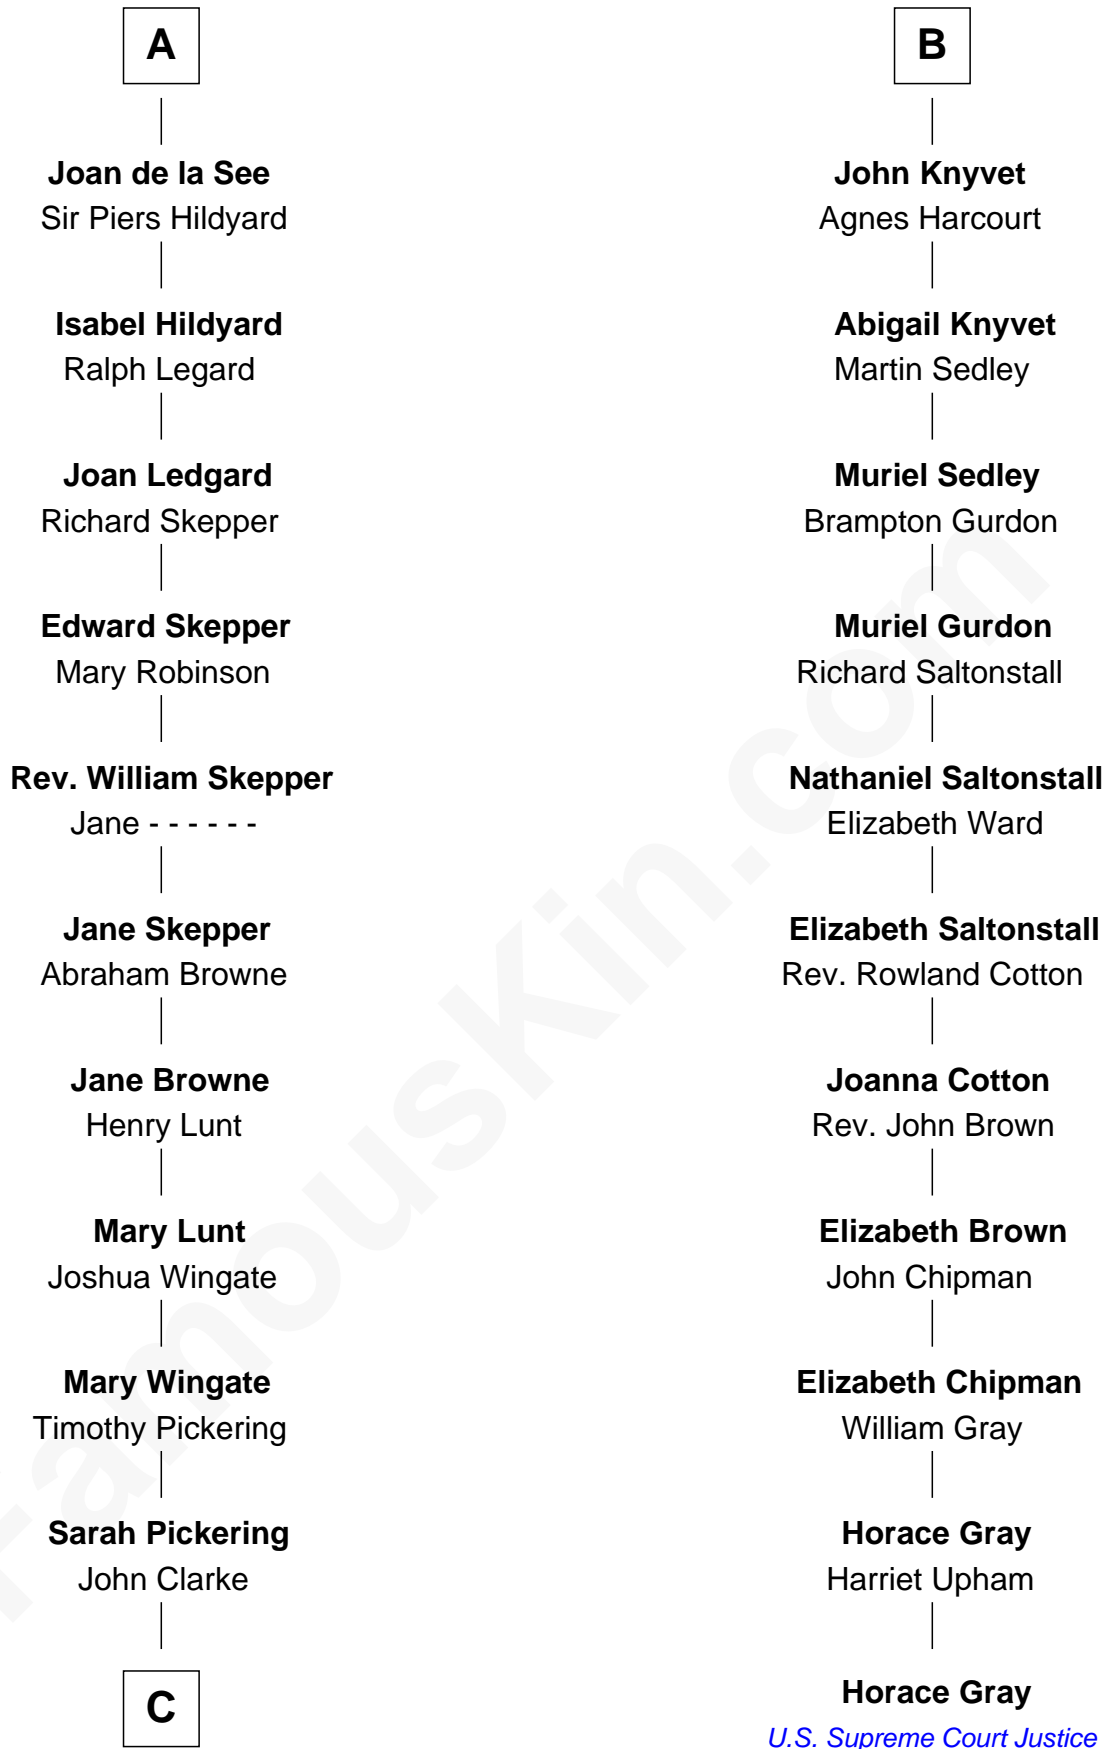 A
Joan de la See
Sir Piers Hildyard
Isabel Hildyard
Ralph Legard
Joan Ledgard
Richard Skepper
Edward Skepper
Mary Robinson
Rev. William Skepper
Jane - - - - - -
Jane Skepper
Abraham Browne
Jane Browne
Henry Lunt
Mary Lunt
Joshua Wingate
Mary Wingate
Timothy Pickering
Sarah Pickering
John Clarke
C
B
John Knyvet
Agnes Harcourt
Abigail Knyvet
Martin Sedley
Muriel Sedley
Brampton Gurdon
Muriel Gurdon
Richard Saltonstall
Nathaniel Saltonstall
Elizabeth Ward
Elizabeth Saltonstall
Rev. Rowland Cotton
Joanna Cotton
Rev. John Brown
Elizabeth Brown
John Chipman
Elizabeth Chipman
William Gray
Horace Gray
Harriet Upham
Horace Gray
U.S. Supreme Court Justice
FamousKin.com